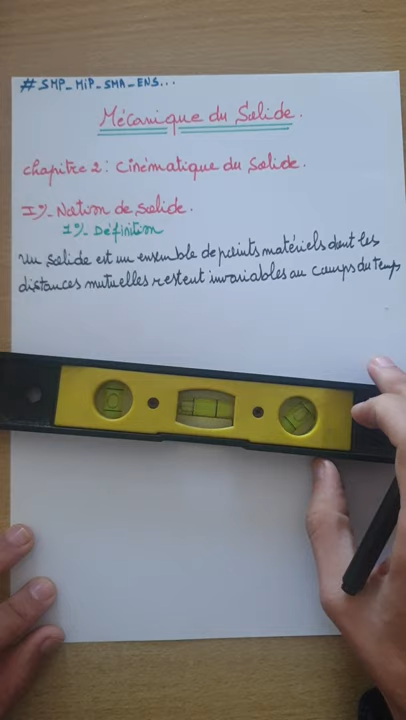 # SMP_MIP_SMA_ENS...
Mécanique du Solide.
chapitre 2: Cinématique du Solide.
I°/- Notion de solide.
1°/- Définition
Un solide est un ensemble de points matériels dont les
distances mutuelles restent invariables au cours du temps